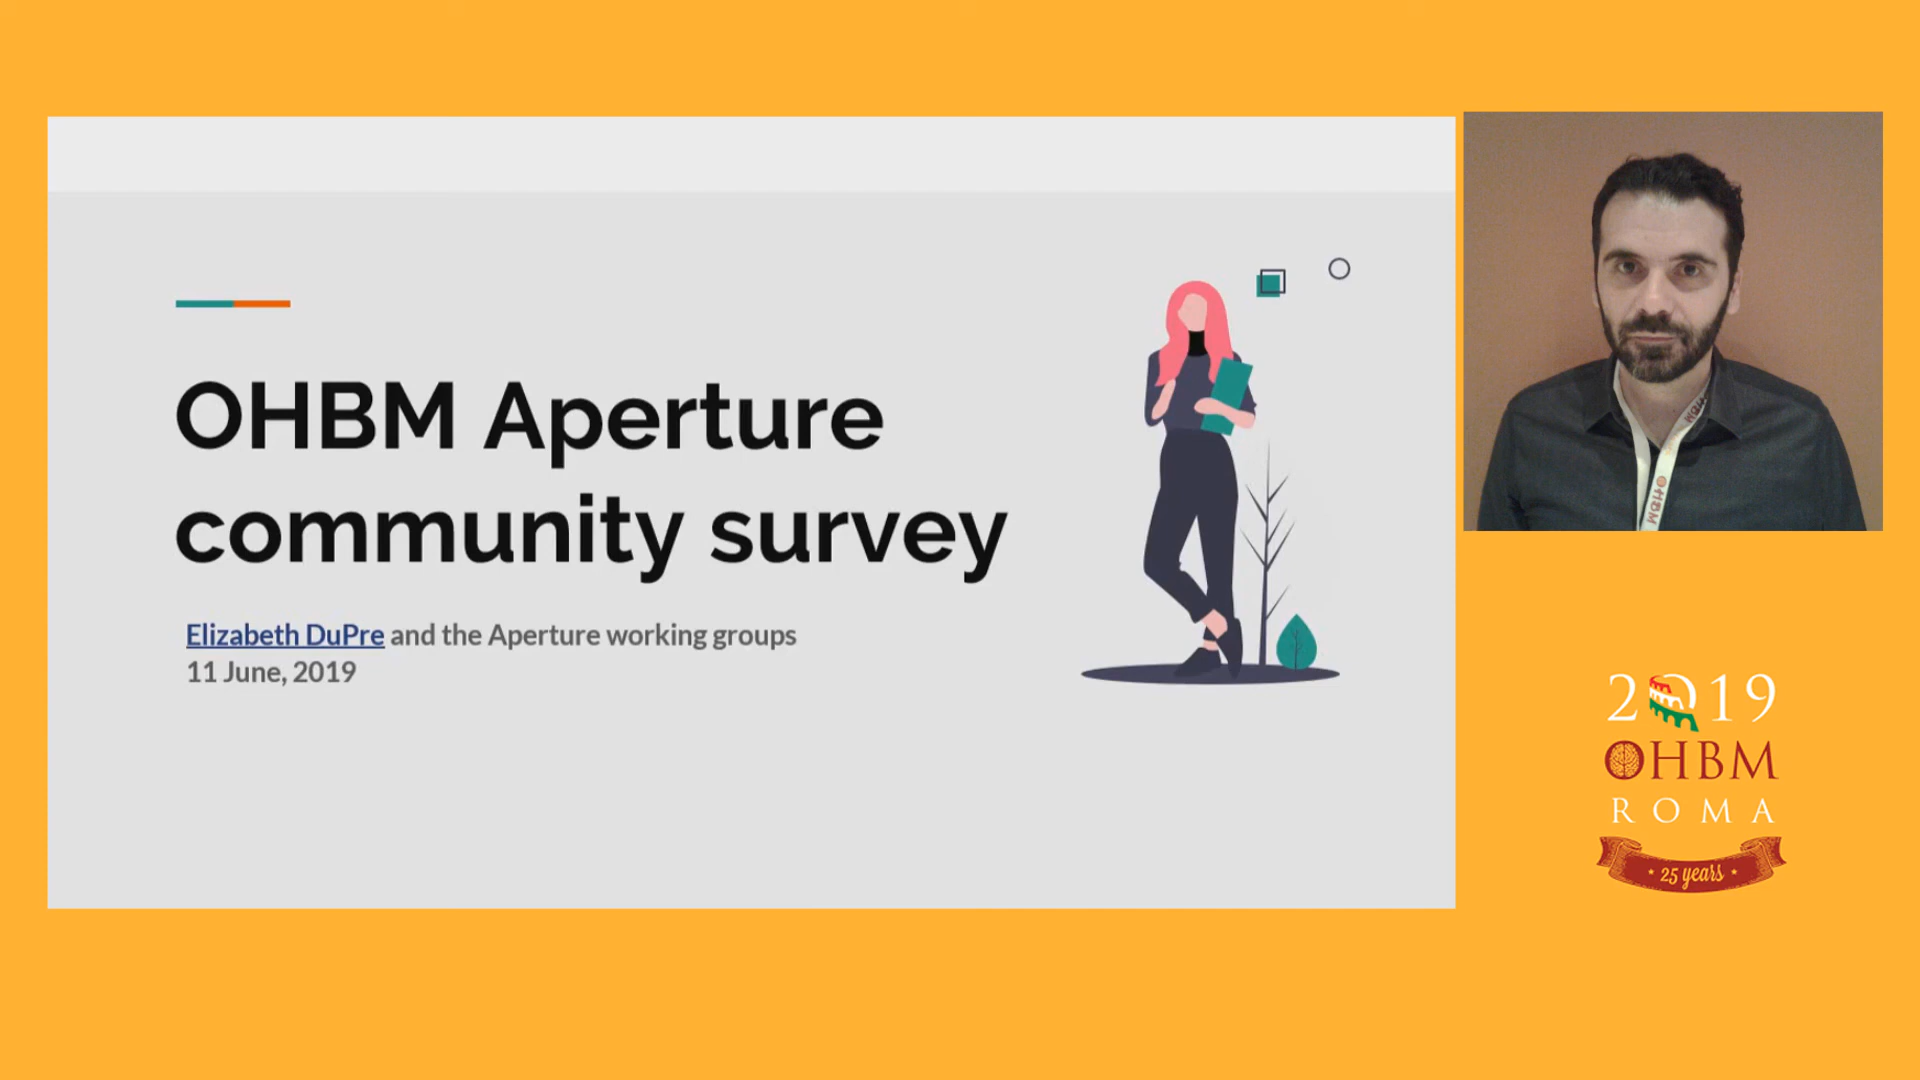 OHBM Aperture
community survey
Elizabeth DuPre and the Aperture working groups
11 June, 2019
OHBM
2019
OHBM
ROMA
25 years